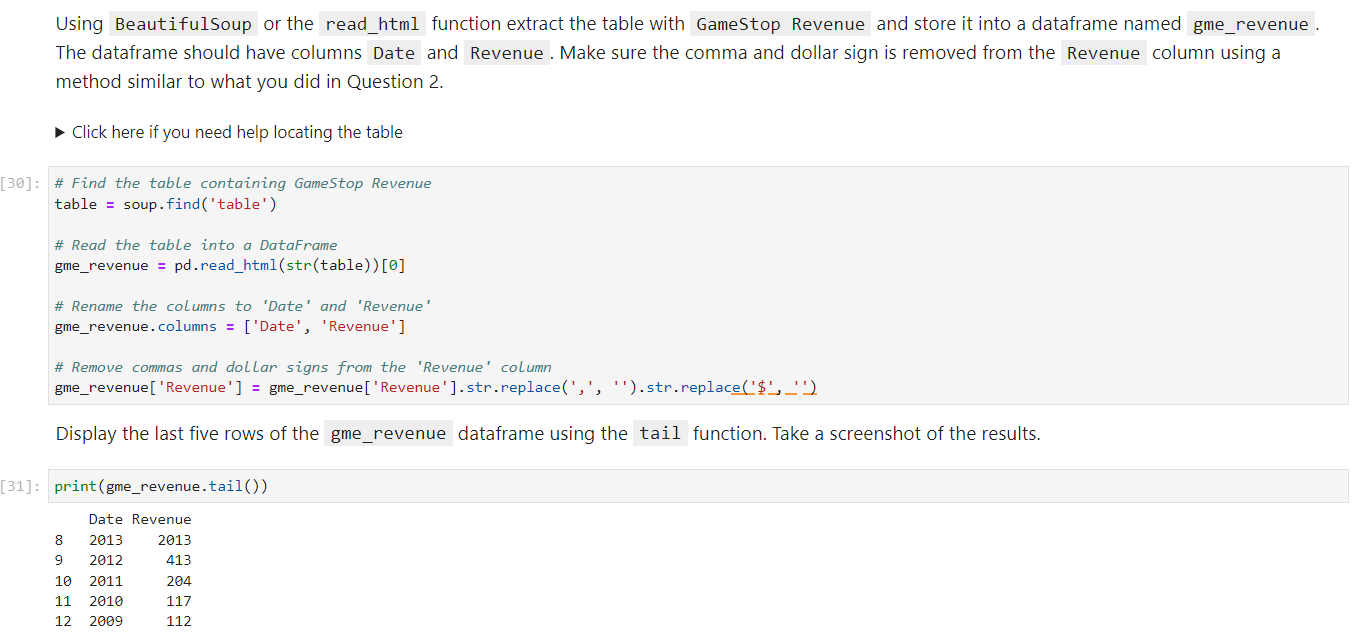 Using BeautifulSoup or the read_html function extract the table with GameStop Revenue and store it into a dataframe named gme_revenue.
The dataframe should have columns Date and Revenue. Make sure the comma and dollar sign is removed from the Revenue column using a
method similar to what you did in Question 2.
▶ Click here if you need help locating the table
[30]: # Find the table containing GameStop Revenue
table = soup.find('table')
# Read the table into a DataFrame
gme_revenue = pd.read_html(str(table))[0]
# Rename the columns to 'Date' and 'Revenue'
gme_revenue.columns = ['Date', 'Revenue']
# Remove commas and dollar signs from the 'Revenue' column
gme_revenue['Revenue'] = gme_revenue['Revenue'].str.replace(',', '').str.replace('$', '')
Display the last five rows of the gme_revenue dataframe using the tail function. Take a screenshot of the results.
[31]: print(gme_revenue.tail())
Date Revenue
8 2013 2013
9 2012 413
10 2011 204
11 2010 117
12 2009 112